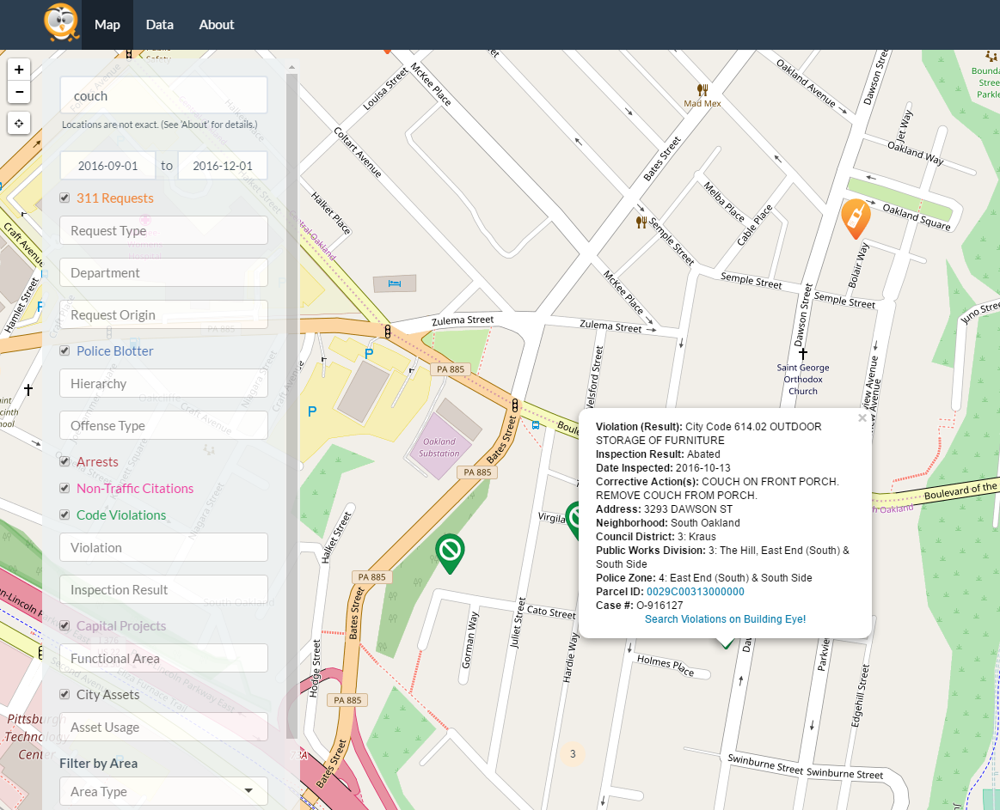 Map
Data
About
+
−
couch
Locations are not exact. (See 'About' for details.)
2016-09-01 to 2016-12-01
311 Requests
Request Type
Department
Request Origin
Police Blotter
Hierarchy
Offense Type
Arrests
Non-Traffic Citations
Code Violations
Violation
Inspection Result
Capital Projects
Functional Area
City Assets
Asset Usage
Filter by Area
Area Type
Violation (Result): City Code 614.02 OUTDOOR
STORAGE OF FURNITURE
Inspection Result: Abated
Date Inspected: 2016-10-13
Corrective Action(s): COUCH ON FRONT PORCH.
REMOVE COUCH FROM PORCH.
Address: 3293 DAWSON ST
Neighborhood: South Oakland
Council District: 3: Kraus
Public Works Division: 3: The Hill, East End (South) &
South Side
Police Zone: 4: East End (South) & South Side
Parcel ID: 0029C00313000000
Case #: O-916127
Search Violations on Building Eye!
×
McKee Place
Louisa Street
Coltart Avenue
Halket Place
Mad Mex
Oakland Avenue
Dawson Street
Jet Way
Oakland Way
Oakland Square
Bates Street
Melba Place
Cable Place
Semple Street
Semple Street
Semple Street
Bolair Way
McKee Place
Zulema Street
Zulema Street
Dawson Street
Juno Street
Saint George
Orthodox
Church
PA 885
PA 885
PA 885
PA 885
PA 885
P
P
P
Oakland
Substation
Bates Street
Bates Street
Bates Street
Halket Street
Hodge Street
Gorman Way
Juliet Street
Cato Street
Hardie Way
Holmes Place
Edgehill Street
Swinburne Street
Swinburne Street
Boulevard of the
Craft Avenue
Hamlet Street
Pittsburgh
Technology
Center
3